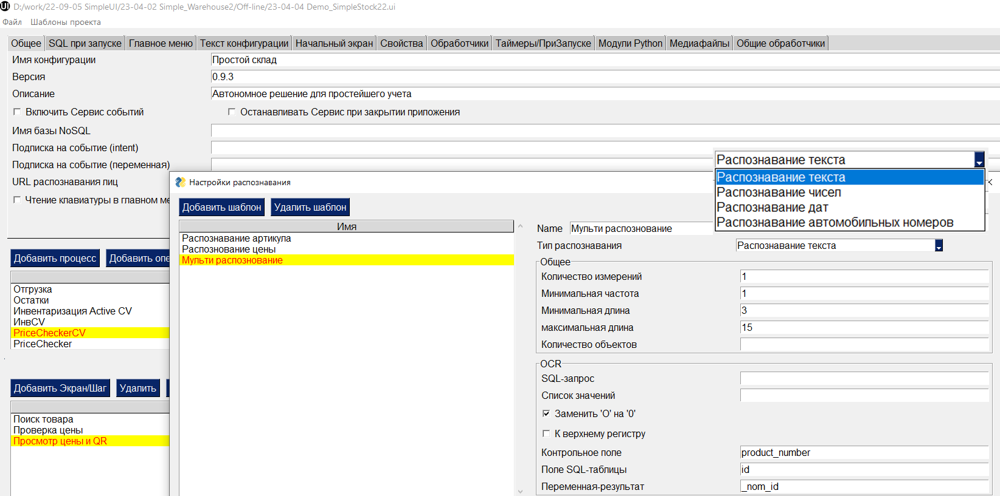 UI D:/work/22-09-05 SimpleUI/23-04-02 Simple_Warehouse2/Off-line/23-04-04 Demo_SimpleStock22.ui
Файл Шаблоны проекта
Общее SQL при запуске Главное меню Текст конфигурации Начальный экран Свойства Обработчики Таймеры/ПриЗапуске Модули Python Медиафайлы Общие обработчики
Имя конфигурации Простой склад
Версия 0.9.3
Описание Автономное решение для простейшего учета
Включить Сервис событий Останавливать Сервис при закрытии приложения
Имя базы NoSQL
Подписка на событие (intent)
Подписка на событие (переменная)
URL распознавания лиц
Чтение клавиатуры в главном ме
Распознавание текста
Распознавание текста
Распознавание чисел
Распознавание дат
Распознавание автомобильных номеров
Настройки распознавания
Добавить шаблон Удалить шаблон
Имя
Распознавание артикула
Распознование цены
Мульти распознование
Name Мульти распознование
Тип распознавания Распознавание текста
Общее
Количество измерений 1
Минимальная частота 1
Минимальная длина 3
максимальная длина 15
Количество объектов
OCR
SQL-запрос
Список значений
Заменить 'O' на '0'
К верхнему регистру
Контрольное поле product_number
Поле SQL-таблицы id
Переменная-результат _nom_id
Добавить процесс Добавить опе
Отгрузка
Остатки
Инвентаризация Active CV
ИнвCV
PriceCheckerCV
PriceChecker
Добавить Экран/Шаг Удалить
Поиск товара
Проверка цены
Просмотр цены и QR